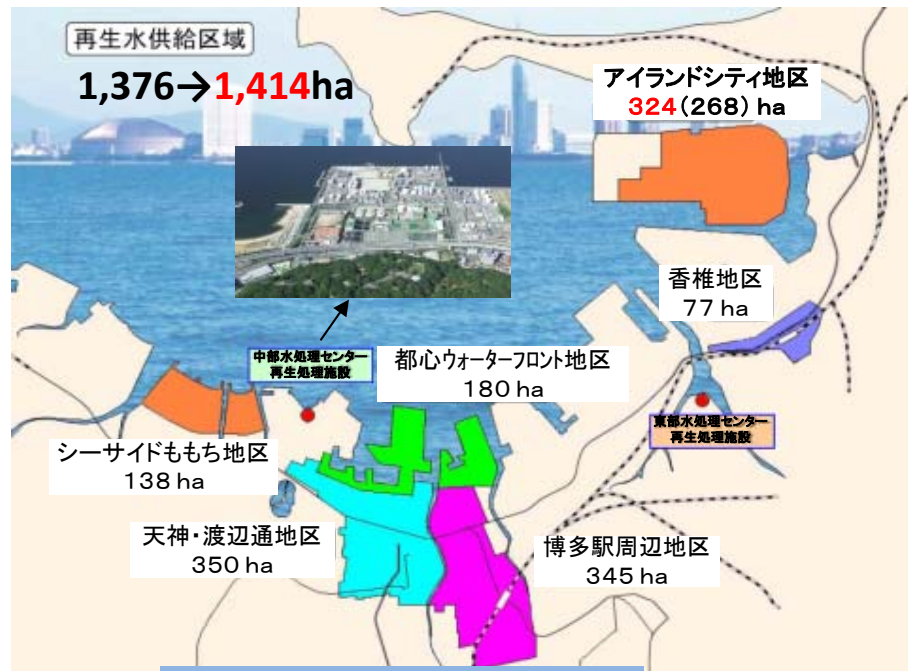 再生水供給区域
1,376→1,414ha
アイランドシティ地区
324(268) ha
香椎地区
77 ha
中部水処理センター
再生処理施設
都心ウォーターフロント地区
180 ha
東部水処理センター
再生処理施設
シーサイドももち地区
138 ha
天神・渡辺通地区
350 ha
博多駅周辺地区
345 ha